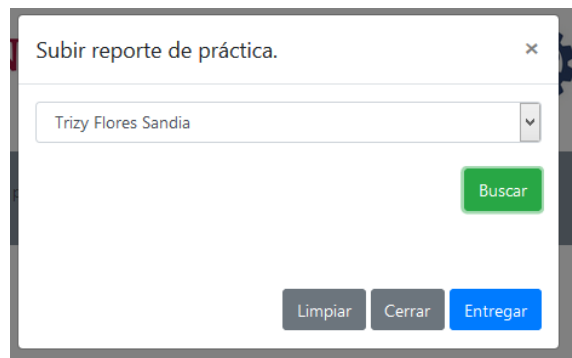 Subir reporte de práctica.
×
Trizy Flores Sandia
Buscar
Limpiar Cerrar Entregar